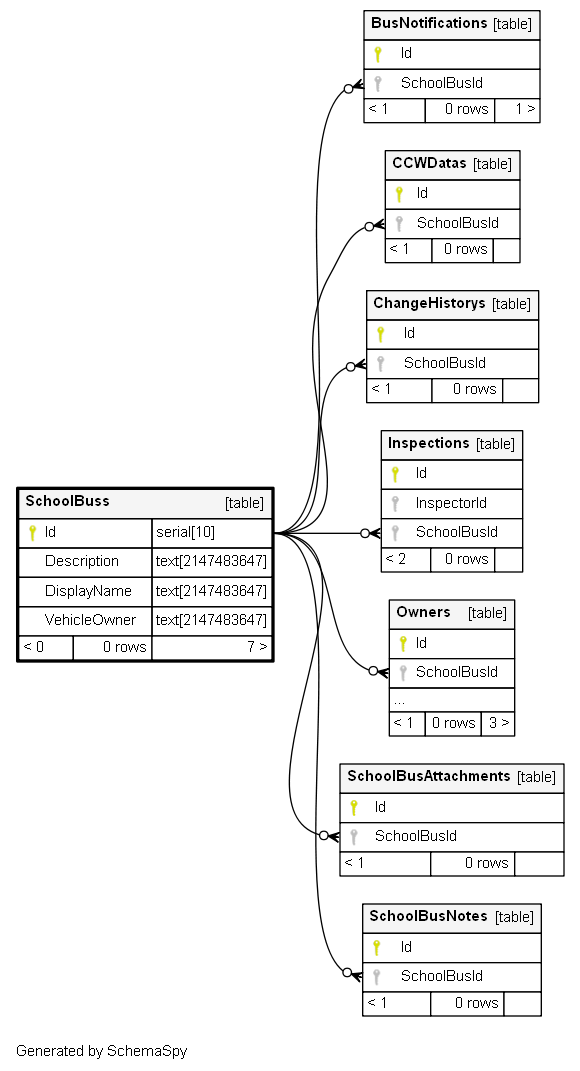 BusNotifications [table]
Id
SchoolBusId
< 1 0 rows 1 >
CCWDatas [table]
Id
SchoolBusId
< 1 0 rows
ChangeHistorys [table]
Id
SchoolBusId
< 1 0 rows
Inspections [table]
Id
InspectorId
SchoolBusId
< 2 0 rows
SchoolBuss [table]
Id serial[10]
Description text[2147483647]
DisplayName text[2147483647]
VehicleOwner text[2147483647]
< 0 0 rows 7 >
Owners [table]
Id
SchoolBusId
...
< 1 0 rows 3 >
SchoolBusAttachments [table]
Id
SchoolBusId
< 1 0 rows
SchoolBusNotes [table]
Id
SchoolBusId
< 1 0 rows
Generated by SchemaSpy